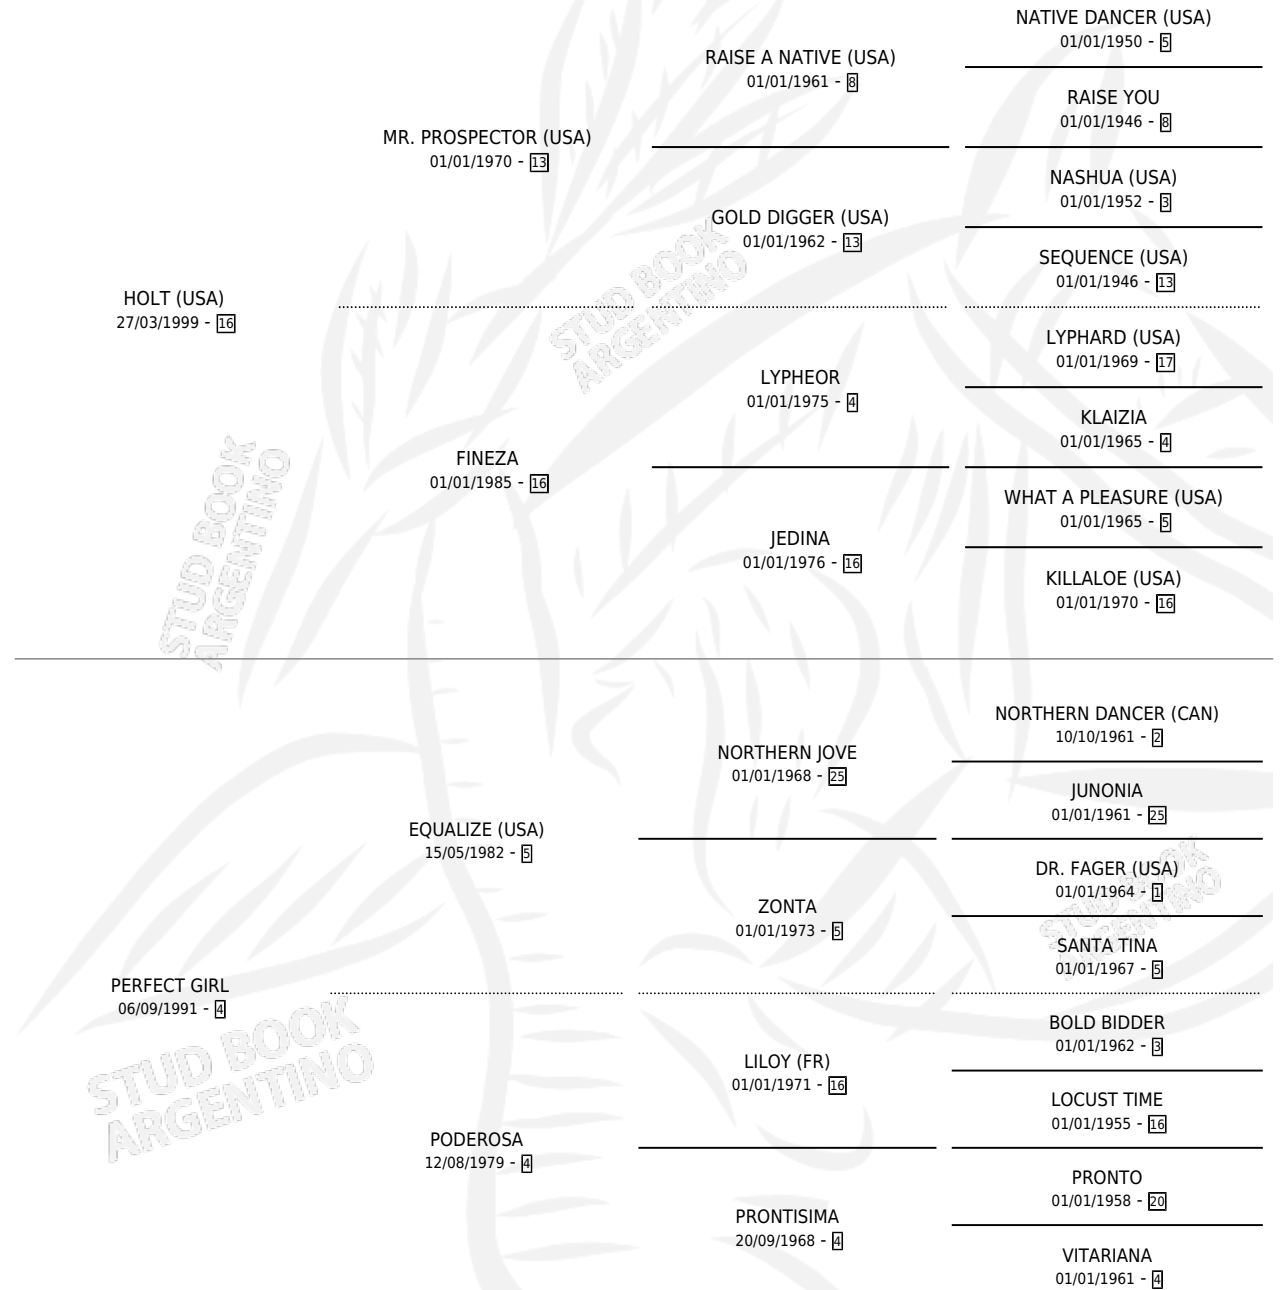 NATIVE DANCER (USA)
01/01/1950 - 5
RAISE A NATIVE (USA)
01/01/1961 - 8
RAISE YOU
01/01/1946 - 8
MR. PROSPECTOR (USA)
01/01/1970 - 13
NASHUA (USA)
01/01/1952 - 3
GOLD DIGGER (USA)
01/01/1962 - 13
SEQUENCE (USA)
01/01/1946 - 13
HOLT (USA)
27/03/1999 - 16
STUD BOOK
ARGENTINO
LYPHARD (USA)
01/01/1969 - 17
LYPHEOR
01/01/1975 - 4
KLAIZIA
01/01/1965 - 4
FINEZA
01/01/1985 - 16
WHAT A PLEASURE (USA)
01/01/1965 - 5
JEDINA
01/01/1976 - 16
KILLALOE (USA)
01/01/1970 - 16
STUD BOOK
ARGENTINO
NORTHERN DANCER (CAN)
10/10/1961 - 2
NORTHERN JOVE
01/01/1968 - 25
JUNONIA
01/01/1961 - 25
EQUALIZE (USA)
15/05/1982 - 5
DR. FAGER (USA)
01/01/1964 - 1
ZONTA
01/01/1973 - 5
SANTA TINA
01/01/1967 - 5
STUD BOOK
ARGENTINO
PERFECT GIRL
06/09/1991 - 4
BOLD BIDDER
01/01/1962 - 3
LILOY (FR)
01/01/1971 - 16
LOCUST TIME
01/01/1955 - 16
STUD BOOK
ARGENTINO
PODEROSA
12/08/1979 - 4
PRONTO
01/01/1958 - 20
PRONTISIMA
20/09/1968 - 4
VITARIANA
01/01/1961 - 4